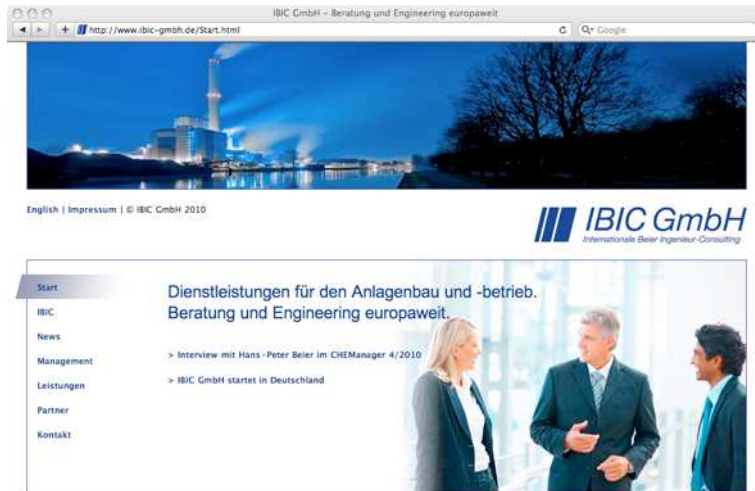 IBIC GmbH – Beratung und Engineering europaweit
http://www.ibic-gmbh.de/Start.html
Google
English | Impressum | © IBIC GmbH 2010
IBIC GmbH
Internationale Beier Ingenieur-Consulting
Start
IBIC
News
Management
Leistungen
Partner
Kontakt
Dienstleistungen für den Anlagenbau und -betrieb.
Beratung und Engineering europaweit.
> Interview mit Hans-Peter Beier im CHEManager 4/2010
> IBIC GmbH startet in Deutschland